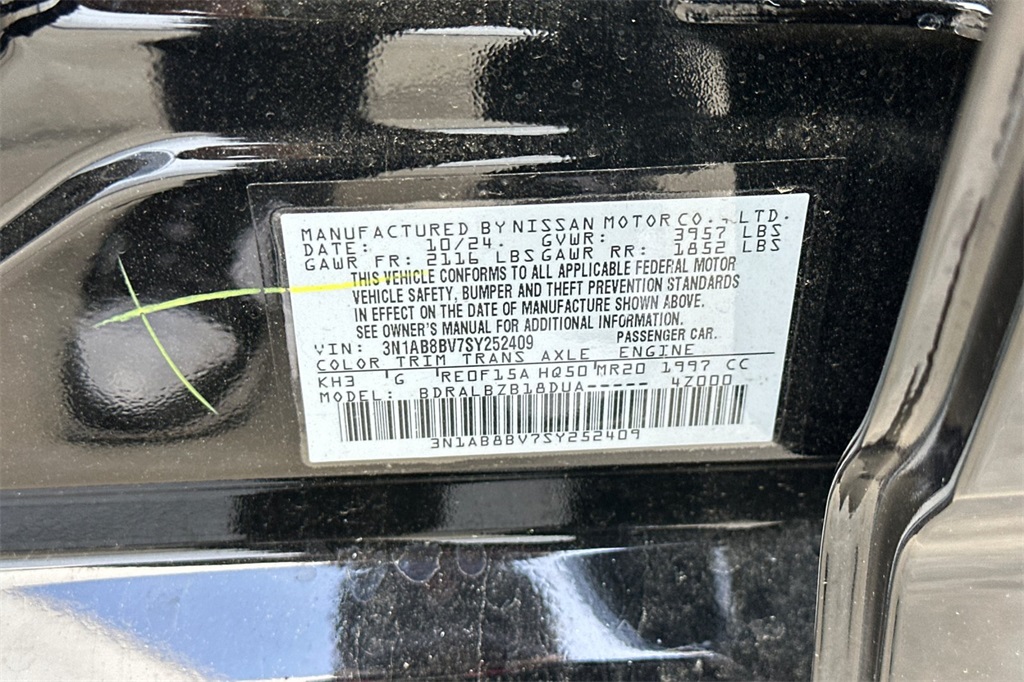 MANUFACTURED BY NISSAN MOTOR CO., LTD.
DATE: 10/24. GVWR: 3957 LBS
GAWR FR: 2116 LBS GAWR RR: 1852 LBS
THIS VEHICLE CONFORMS TO ALL APPLICABLE FEDERAL MOTOR
VEHICLE SAFETY, BUMPER AND THEFT PREVENTION STANDARDS
IN EFFECT ON THE DATE OF MANUFACTURE SHOWN ABOVE.
SEE OWNER'S MANUAL FOR ADDITIONAL INFORMATION.
VIN: 3N1AB8BV7SY252409 PASSENGER CAR.
COLOR TRIM TRANS AXLE ENGINE
KH3 G RE0F15A HQ50 MR20 1997 CC
MODEL: BDRALBZB18DUA----- 4Z000
3N1AB8BV7SY252409